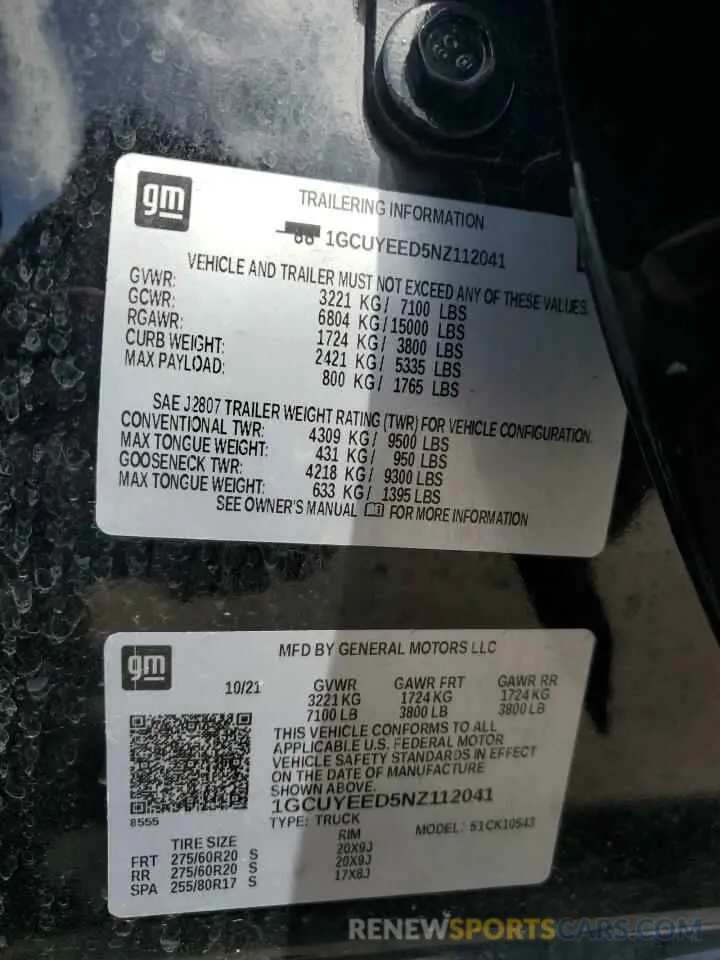 gm
TRAILERING INFORMATION
1GCUYEED5NZ112041
VEHICLE AND TRAILER MUST NOT EXCEED ANY OF THESE VALUES.
GVWR: 3221 KG/ 7100 LBS
GCWR: 6804 KG/ 15000 LBS
RGAWR: 1724 KG/ 3800 LBS
CURB WEIGHT: 2421 KG/ 5335 LBS
MAX PAYLOAD: 800 KG/ 1765 LBS
SAE J2807 TRAILER WEIGHT RATING (TWR) FOR VEHICLE CONFIGURATION.
CONVENTIONAL TWR: 4309 KG/ 9500 LBS
MAX TONGUE WEIGHT: 431 KG/ 950 LBS
GOOSENECK TWR: 4218 KG/ 9300 LBS
MAX TONGUE WEIGHT: 633 KG/ 1395 LBS
SEE OWNER'S MANUAL FOR MORE INFORMATION
gm
MFD BY GENERAL MOTORS LLC
10/21 GVWR GAWR FRT GAWR RR
3221 KG 1724 KG 1724 KG
7100 LB 3800 LB 3800 LB
THIS VEHICLE CONFORMS TO ALL
APPLICABLE U.S. FEDERAL MOTOR
VEHICLE SAFETY STANDARDS IN EFFECT
ON THE DATE OF MANUFACTURE
SHOWN ABOVE.
1GCUYEED5NZ112041
8555
TYPE: TRUCK MODEL: 51CK10543
TIRE SIZE RIM
FRT 275/60R20 S 20X9J
RR 275/60R20 S 20X9J
SPA 255/80R17 S 17X8J
RENEWSPORTSCARS.COM